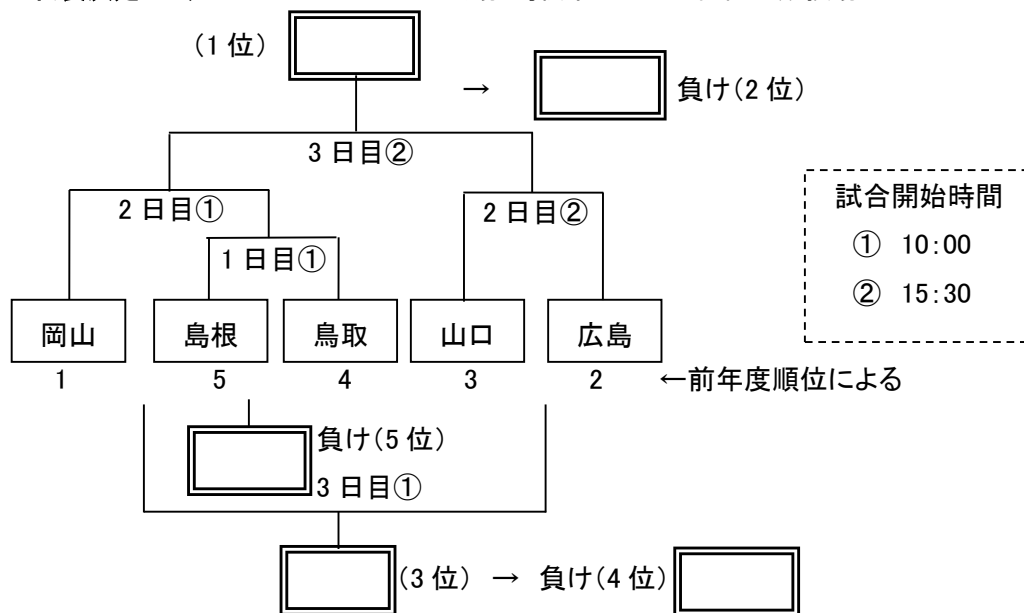 (1位)
→ 負け(2位)
3日目②
2日目①
2日目②
1日目①
試合開始時間
① 10:00
② 15:30
岡山 島根 鳥取 山口 広島
1 5 4 3 2 ←前年度順位による
負け(5位)
3日目①
(3位) → 負け(4位)